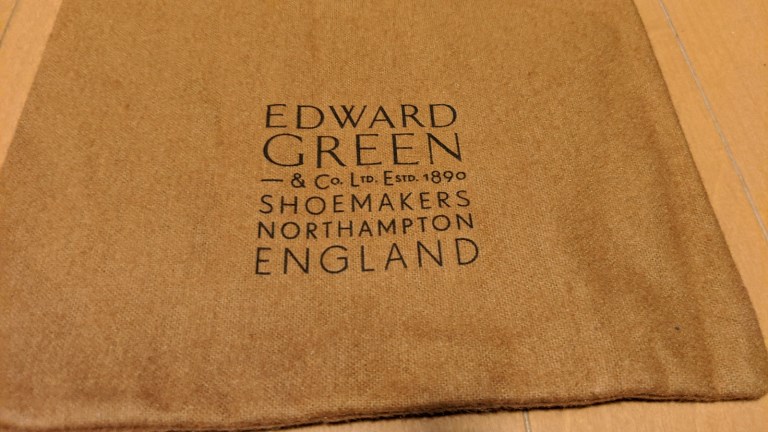 EDWARD
GREEN
— & Co. LTD. ESTD. 1890
SHOEMAKERS
NORTHAMPTON
ENGLAND